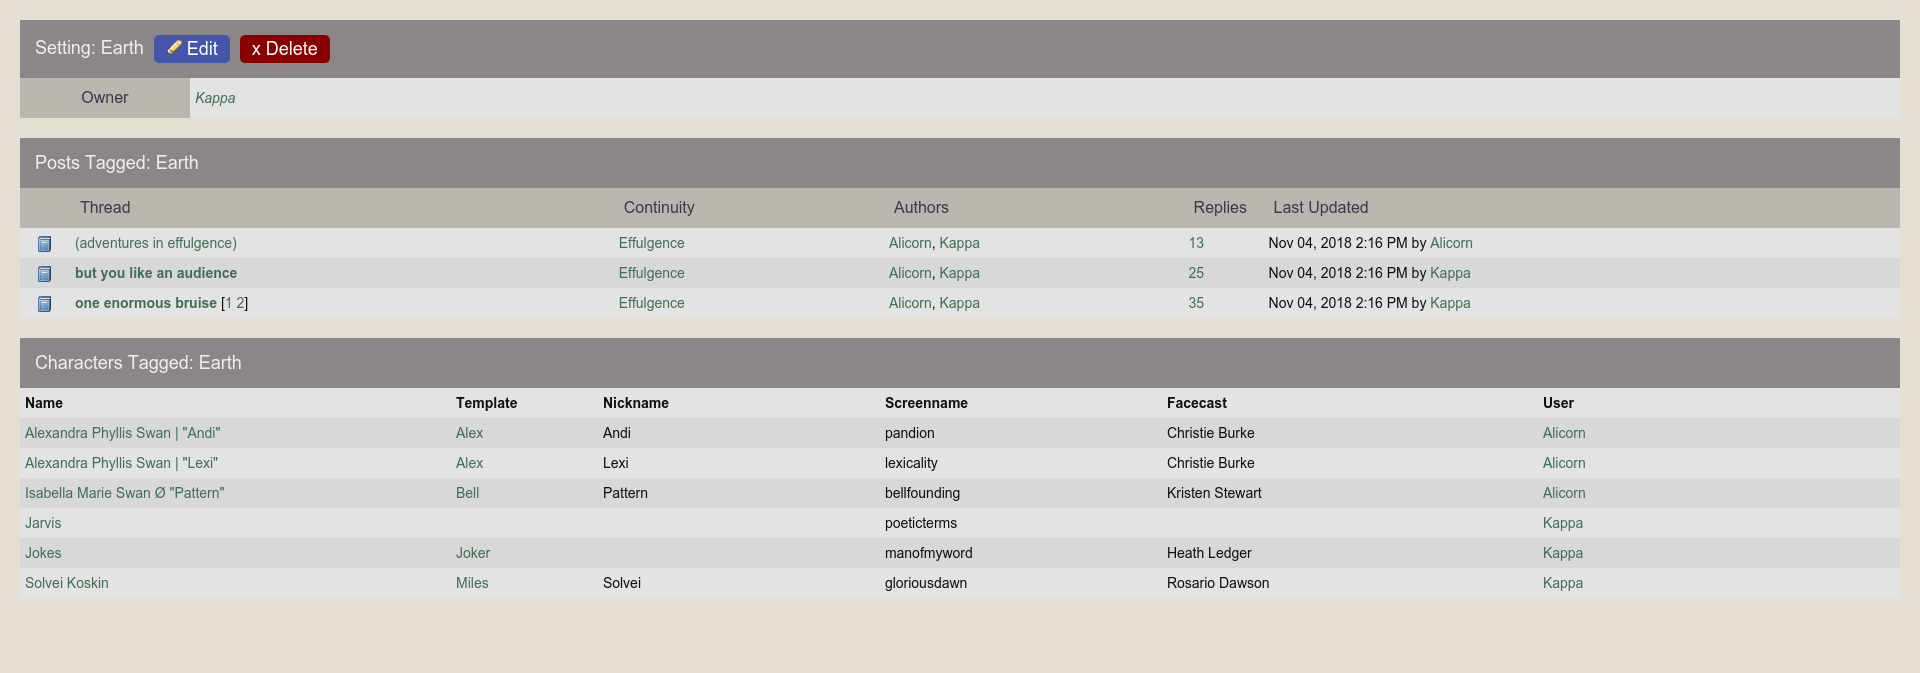 Setting: Earth Edit x Delete
Owner Kappa
Posts Tagged: Earth
Thread Continuity Authors Replies Last Updated
(adventures in effulgence) Effulgence Alicorn, Kappa 13 Nov 04, 2018 2:16 PM by Alicorn
but you like an audience Effulgence Alicorn, Kappa 25 Nov 04, 2018 2:16 PM by Kappa
one enormous bruise [1 2] Effulgence Alicorn, Kappa 35 Nov 04, 2018 2:16 PM by Kappa
Characters Tagged: Earth
Name Template Nickname Screenname Facecast User
Alexandra Phyllis Swan | "Andi" Alex Andi pandion Christie Burke Alicorn
Alexandra Phyllis Swan | "Lexi" Alex Lexi lexicality Christie Burke Alicorn
Isabella Marie Swan Ø "Pattern" Bell Pattern bellfounding Kristen Stewart Alicorn
Jarvis poeticterms Kappa
Jokes Joker manofmyword Heath Ledger Kappa
Solvei Koskin Miles Solvei gloriousdawn Rosario Dawson Kappa